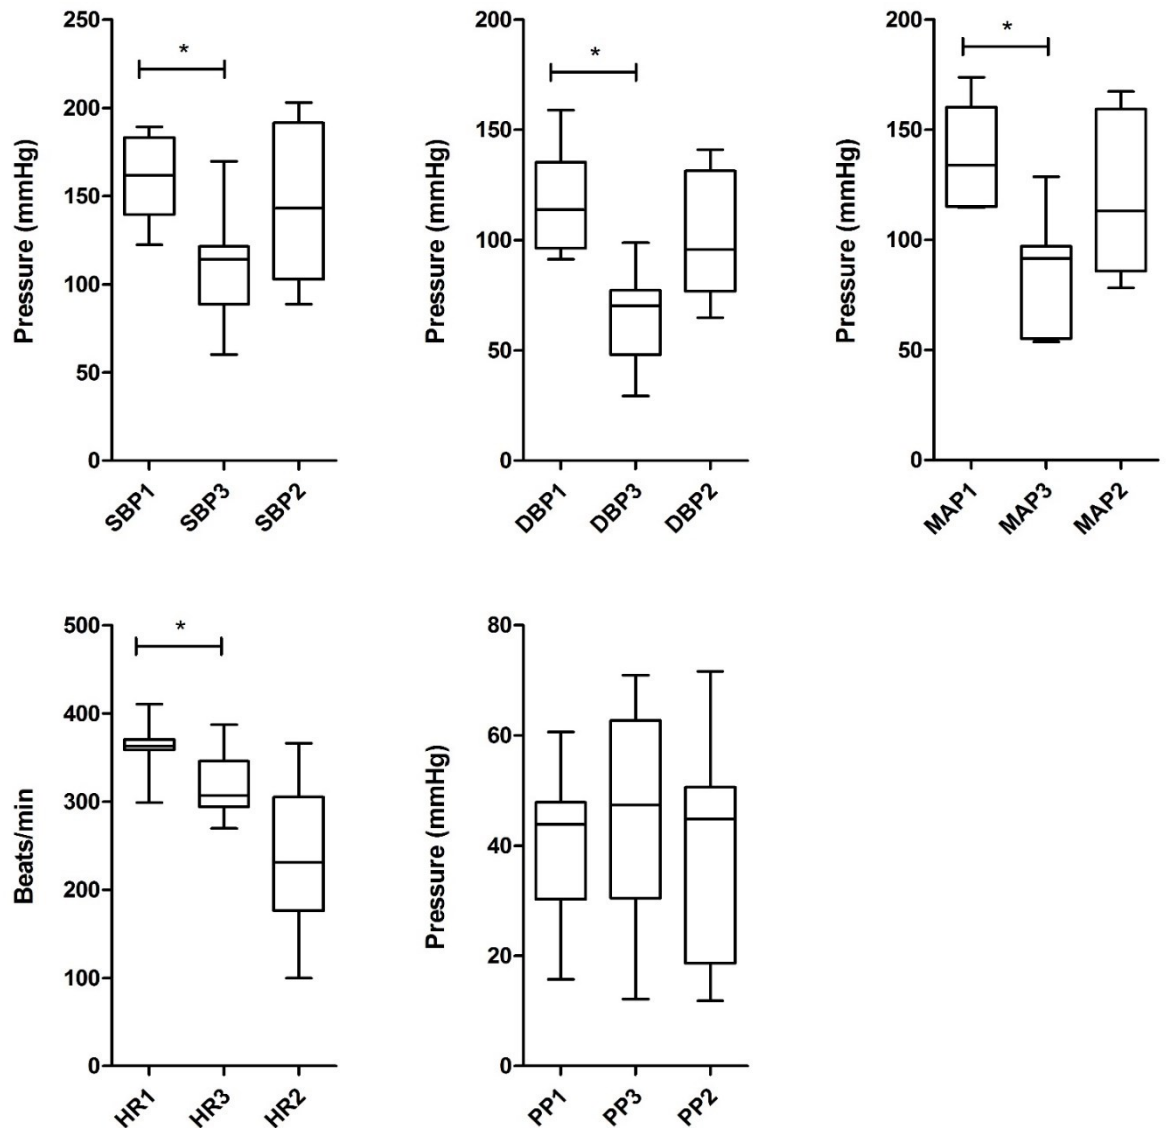 Pressure (mmHg)
250
200
150
100
50
0
*
SBP1
SBP3
SBP2
Pressure (mmHg)
200
150
100
50
0
*
DBP1
DBP3
DBP2
Pressure (mmHg)
200
150
100
50
0
*
MAP1
MAP3
MAP2
Beats/min
500
400
300
200
100
0
*
HR1
HR3
HR2
Pressure (mmHg)
80
60
40
20
0
PP1
PP3
PP2